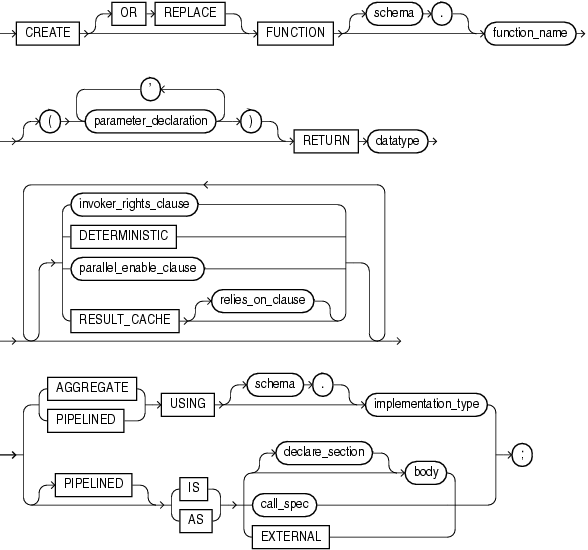 CREATE OR REPLACE FUNCTION schema . function_name
,
( parameter_declaration ) RETURN datatype
invoker_rights_clause
DETERMINISTIC
parallel_enable_clause
RESULT_CACHE relies_on_clause
AGGREGATE
PIPELINED
USING schema . implementation_type
PIPELINED
IS
AS
declare_section body
call_spec
EXTERNAL
;